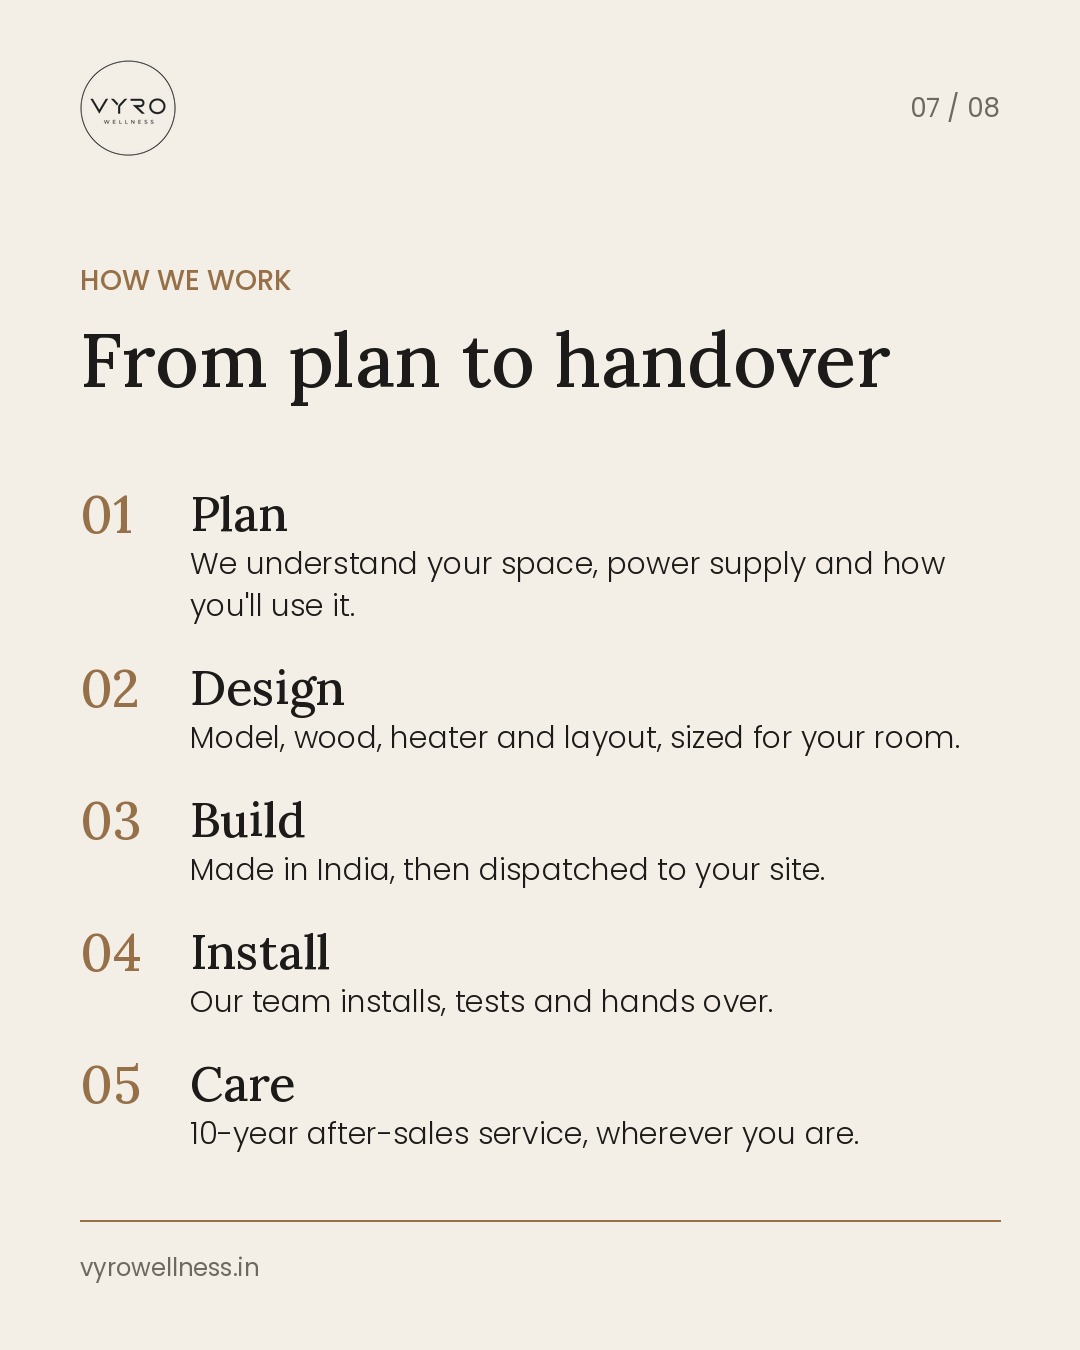 VYRO
WELLNESS
07 / 08
HOW WE WORK
From plan to handover
01 Plan
We understand your space, power supply and how
you'll use it.
02 Design
Model, wood, heater and layout, sized for your room.
03 Build
Made in India, then dispatched to your site.
04 Install
Our team installs, tests and hands over.
05 Care
10-year after-sales service, wherever you are.
vyrowellness.in